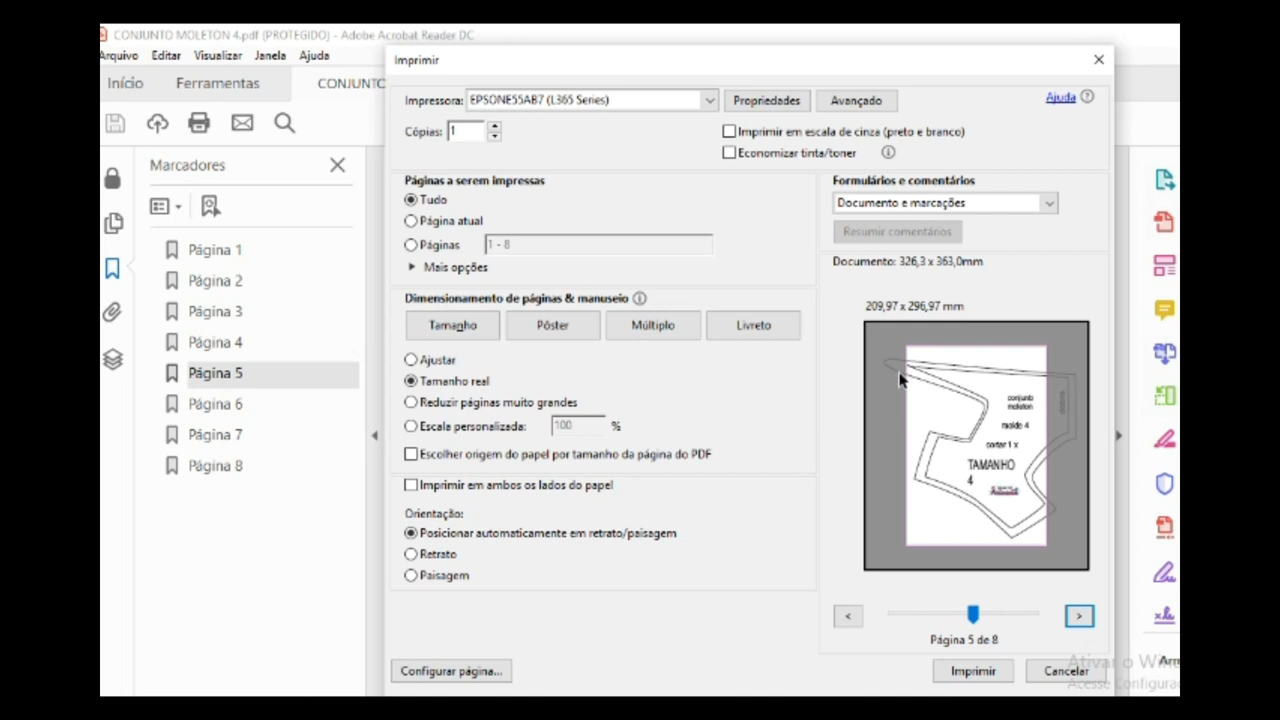 CONJUNTO MOLETON 4.pdf (PROTEGIDO) - Adobe Acrobat Reader DC
Arquivo Editar Visualizar Janela Ajuda
Início Ferramentas CONJUNTO
Imprimir
Impressora: EPSONE55AB7 (L365 Series) Propriedades Avançado Ajuda
Cópias: 1 Imprimir em escala de cinza (preto e branco)
Economizar tinta/toner
Marcadores
Página 1
Página 2
Página 3
Página 4
Página 5
Página 6
Página 7
Página 8
Páginas a serem impressas
Tudo
Página atual
Páginas 1 - 8
Mais opções
Dimensionamento de páginas & manuseio
Tamanho Pôster Múltiplo Livreto
Ajustar
Tamanho real
Reduzir páginas muito grandes
Escala personalizada: 100 %
Escolher origem do papel por tamanho da página do PDF
Imprimir em ambos os lados do papel
Orientação:
Posicionar automaticamente em retrato/paisagem
Retrato
Paisagem
Formulários e comentários
Documento e marcações
Resumir comentários
Documento: 326,3 x 363,0mm
209,97 x 296,97 mm
conjunto
moleton
molde 4
cortar 1 x
TAMANHO
4
< >
Página 5 de 8
Configurar página... Imprimir Cancelar
Ativar o Win
Acesse Configura